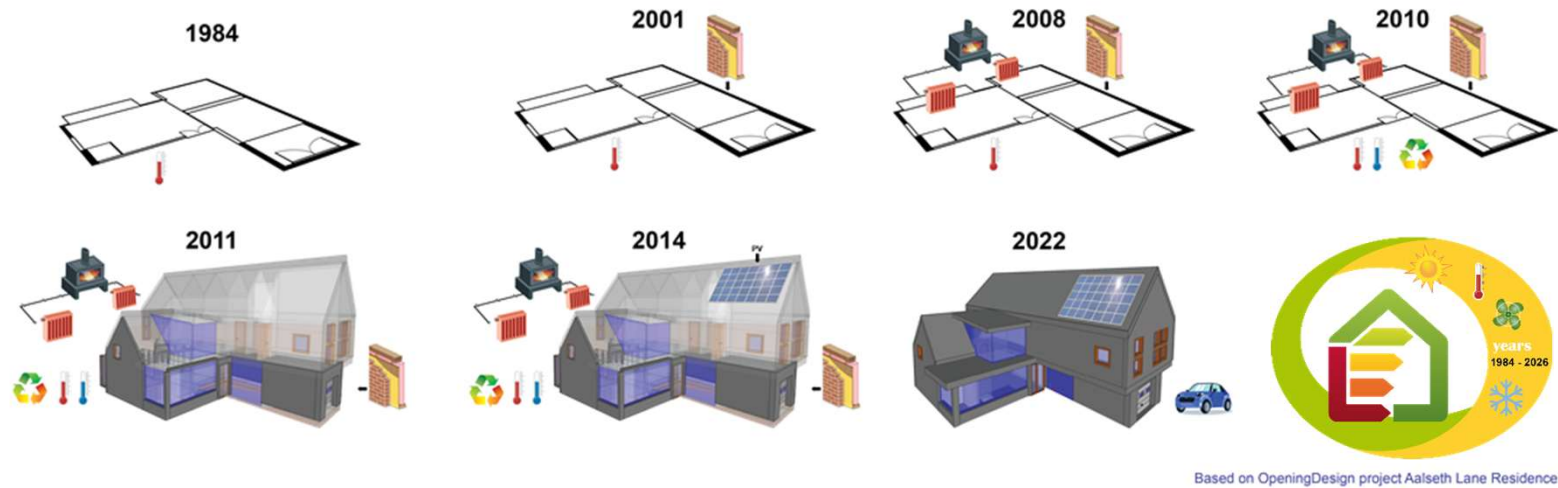 1984
2001
2008
2010
2011
2014
PV
2022
years
1984 - 2026
Based on OpeningDesign project Aalseth Lane Residence